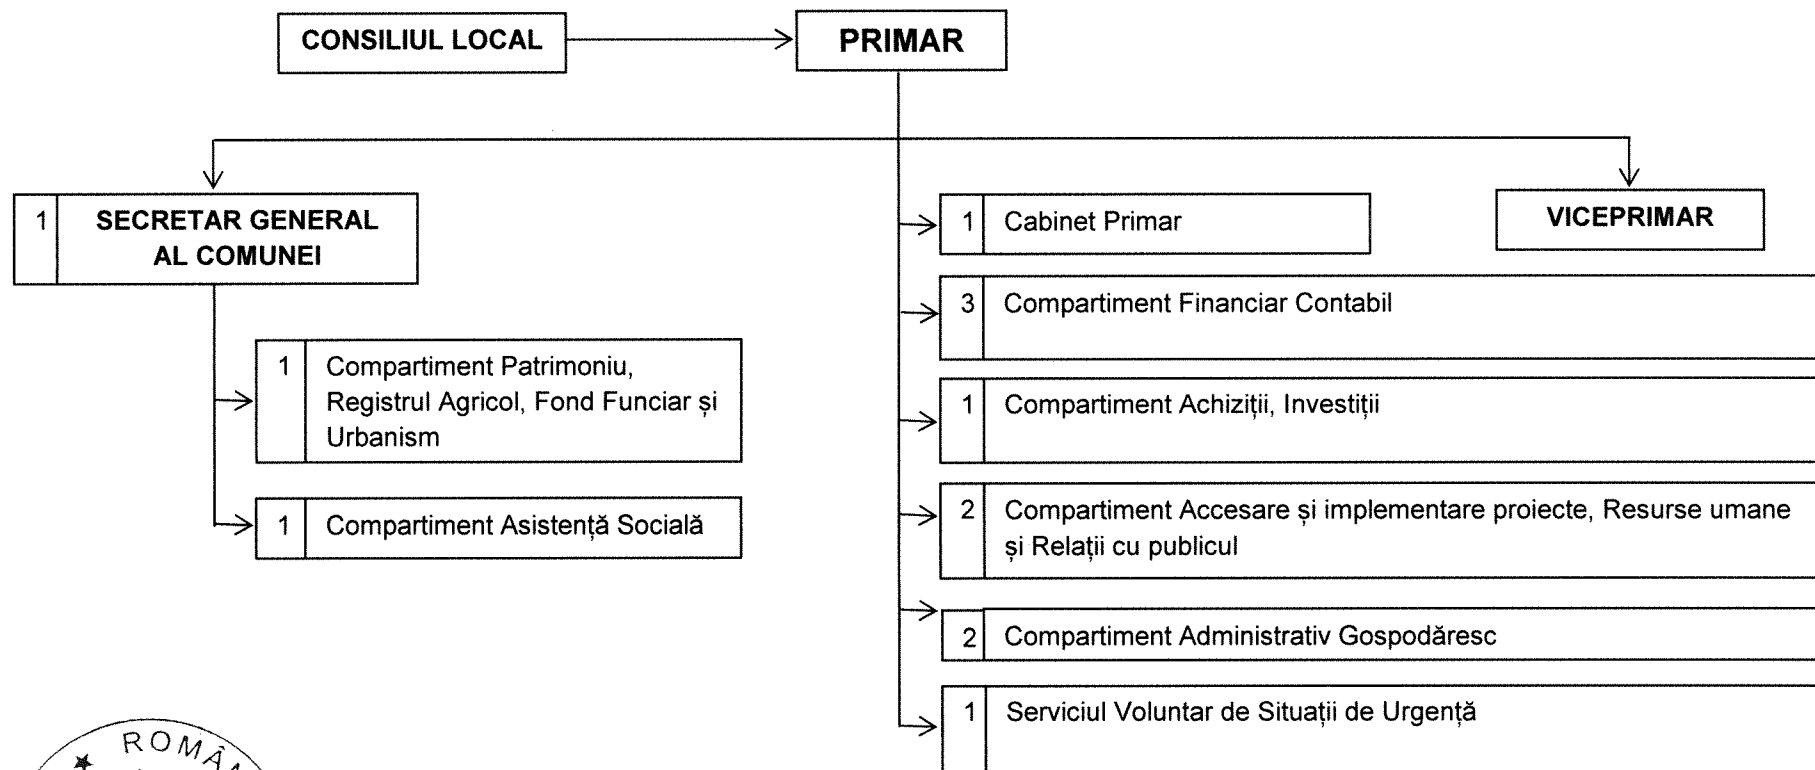 CONSILIUL LOCAL
PRIMAR
1 SECRETAR GENERAL
AL COMUNEI
1 Cabinet Primar
VICEPRIMAR
3 Compartiment Financiar Contabil
1 Compartiment Patrimoniu,
Registrul Agricol, Fond Funciar și
Urbanism
1 Compartiment Achiziții, Investiții
1 Compartiment Asistență Socială
2 Compartiment Accesare și implementare proiecte, Resurse umane
și Relații cu publicul
2 Compartiment Administrativ Gospodăresc
1 Serviciul Voluntar de Situații de Urgență